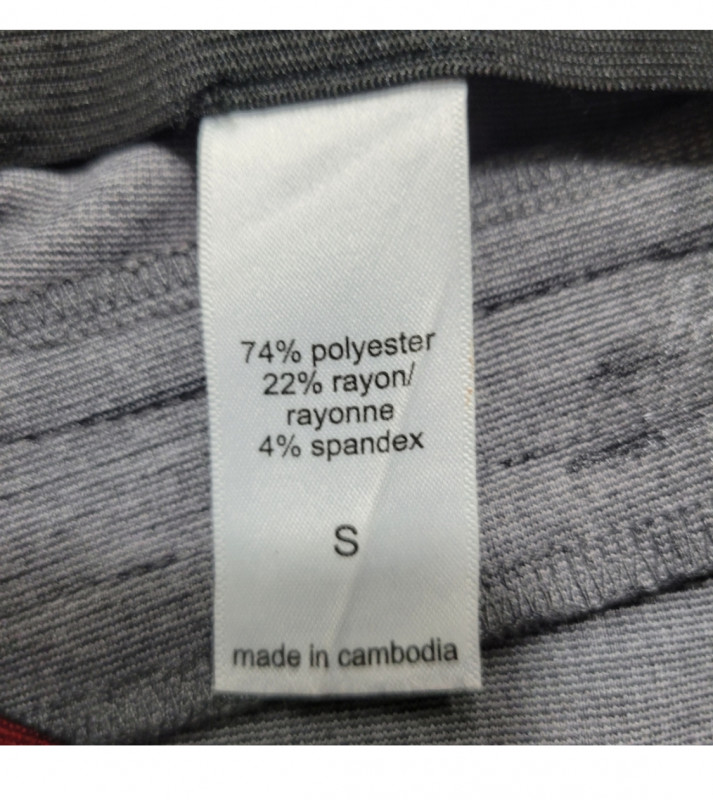 74% polyester
22% rayon/
rayonne
4% spandex
S
made in cambodia